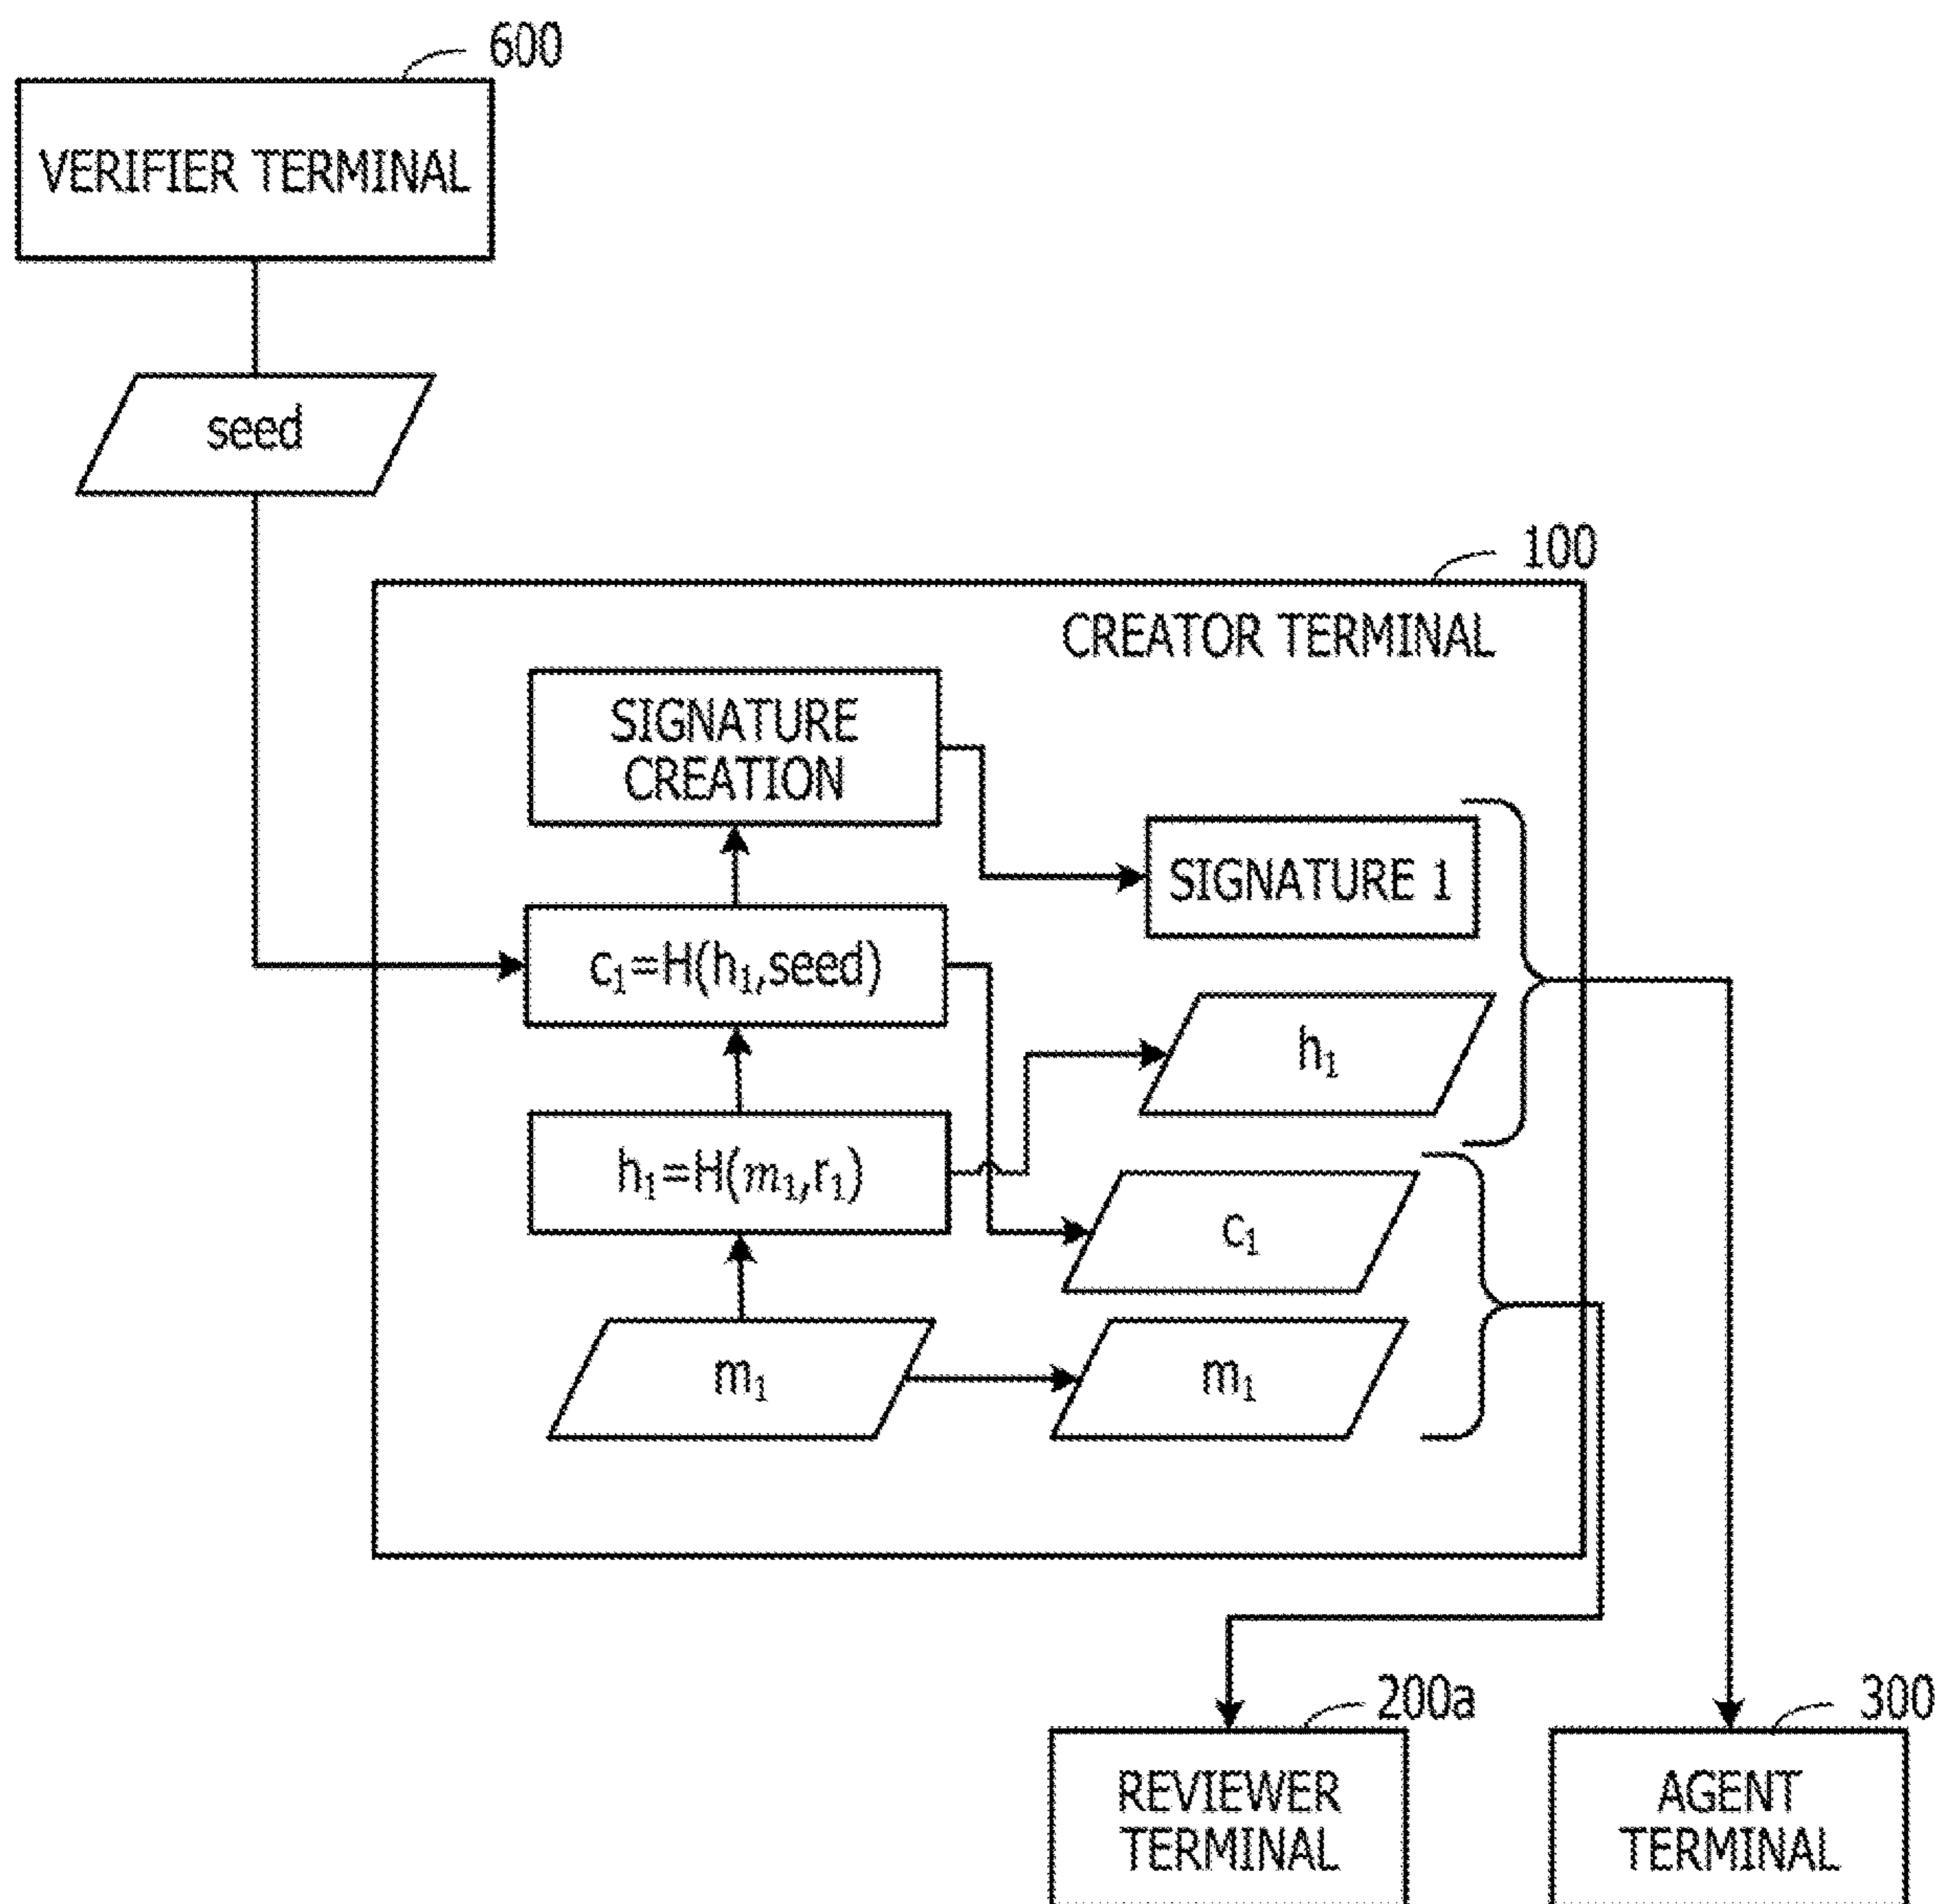 600
VERIFIER TERMINAL
seed
100
CREATOR TERMINAL
SIGNATURE
CREATION
SIGNATURE 1
c₁=H(h₁,seed)
h₁
h₁=H(m₁,r₁)
c₁
m₁
m₁
200a
300
REVIEWER
TERMINAL
AGENT
TERMINAL